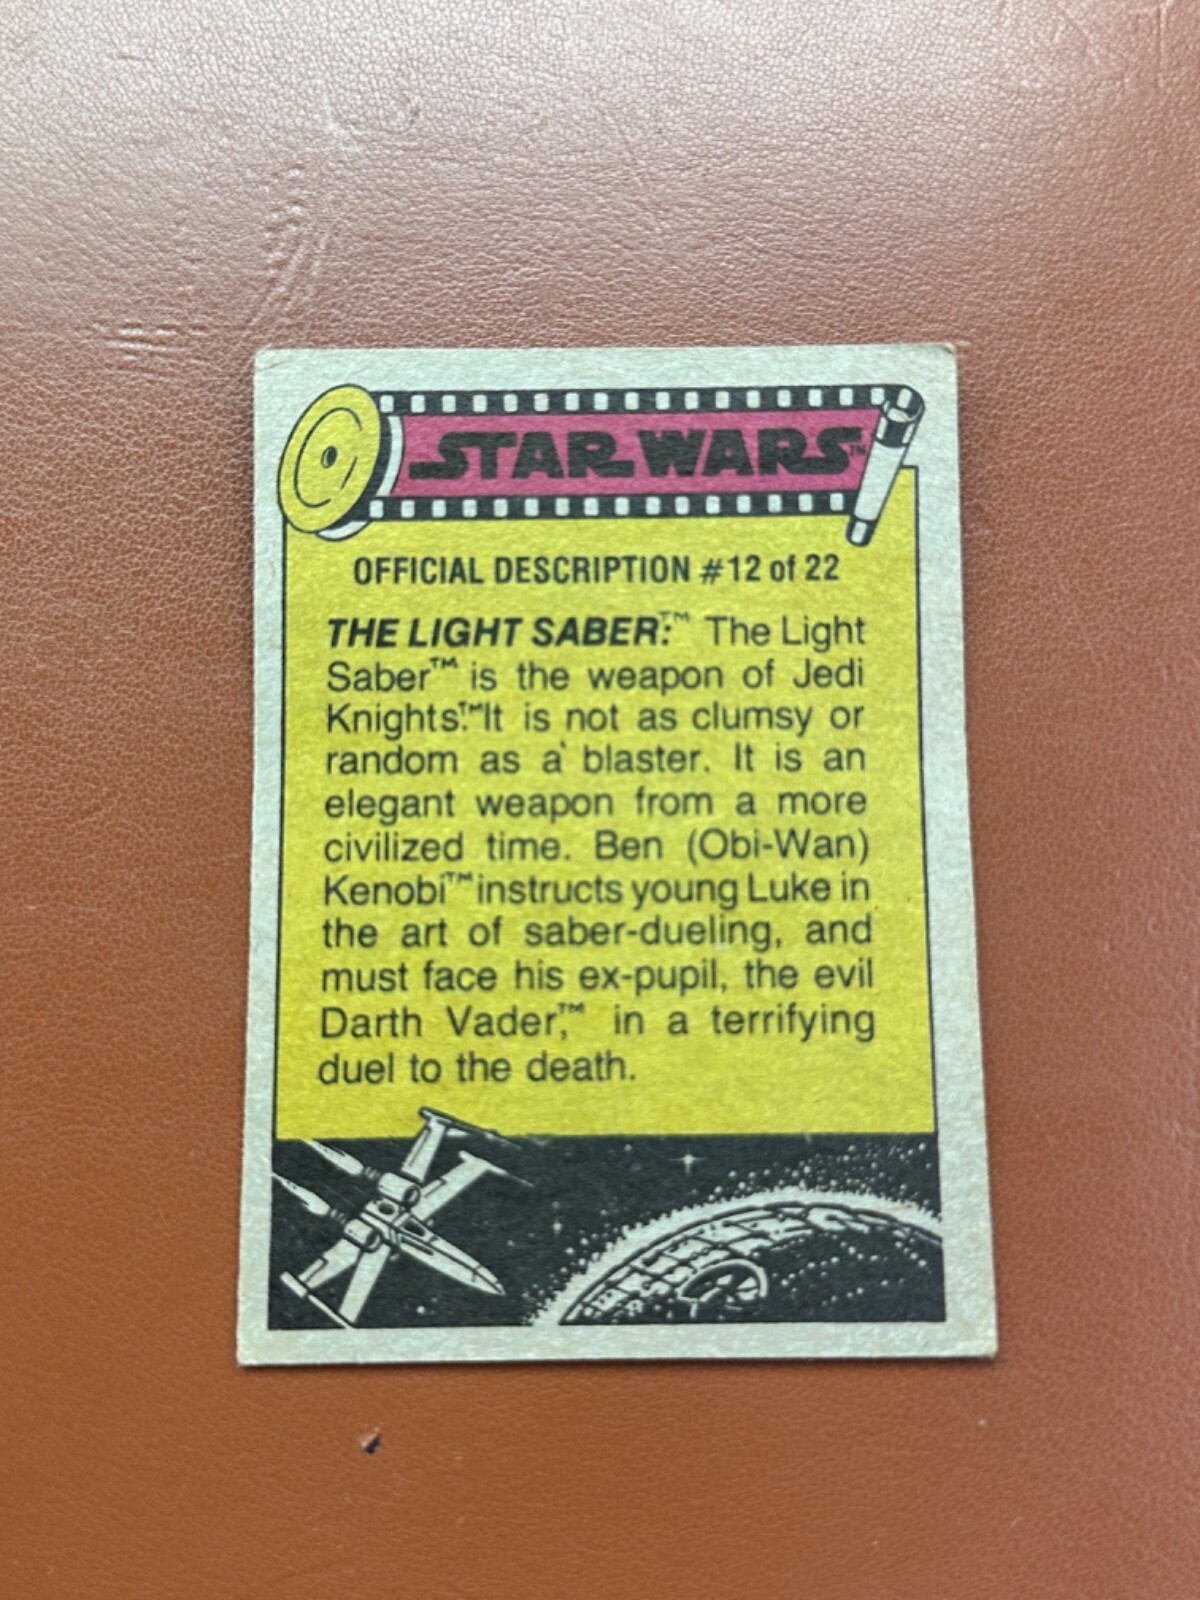 STAR WARS™
OFFICIAL DESCRIPTION #12 of 22
THE LIGHT SABER:™ The Light
Saber™ is the weapon of Jedi
Knights.™ It is not as clumsy or
random as a blaster. It is an
elegant weapon from a more
civilized time. Ben (Obi-Wan)
Kenobi™ instructs young Luke in
the art of saber-dueling, and
must face his ex-pupil, the evil
Darth Vader,™ in a terrifying
duel to the death.